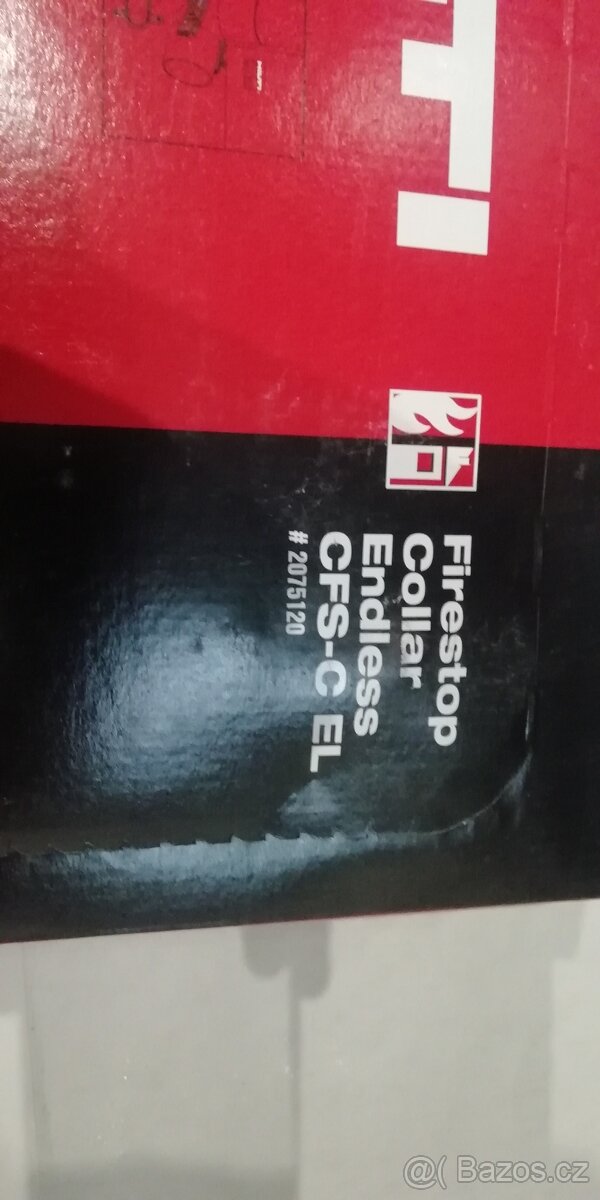 TI
Firestop
Collar
Endless
CFS-C EL
# 2075120
@( Bazos.cz